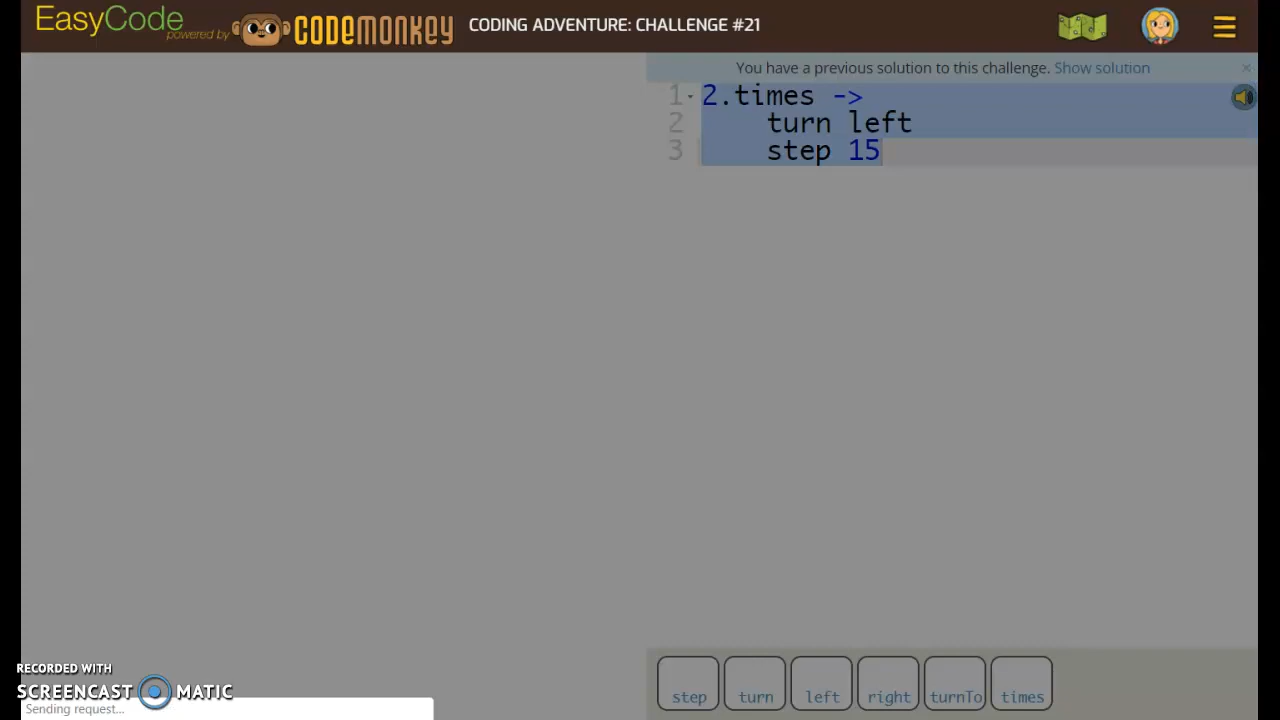 EasyCode
powered by
CODEMONKEY
CODING ADVENTURE: CHALLENGE #21
You have a previous solution to this challenge. Show solution ×
1 2.times ->
2 turn left
3 step 15
step turn left right turnTo times
RECORDED WITH
SCREENCAST MATIC
Sending request...